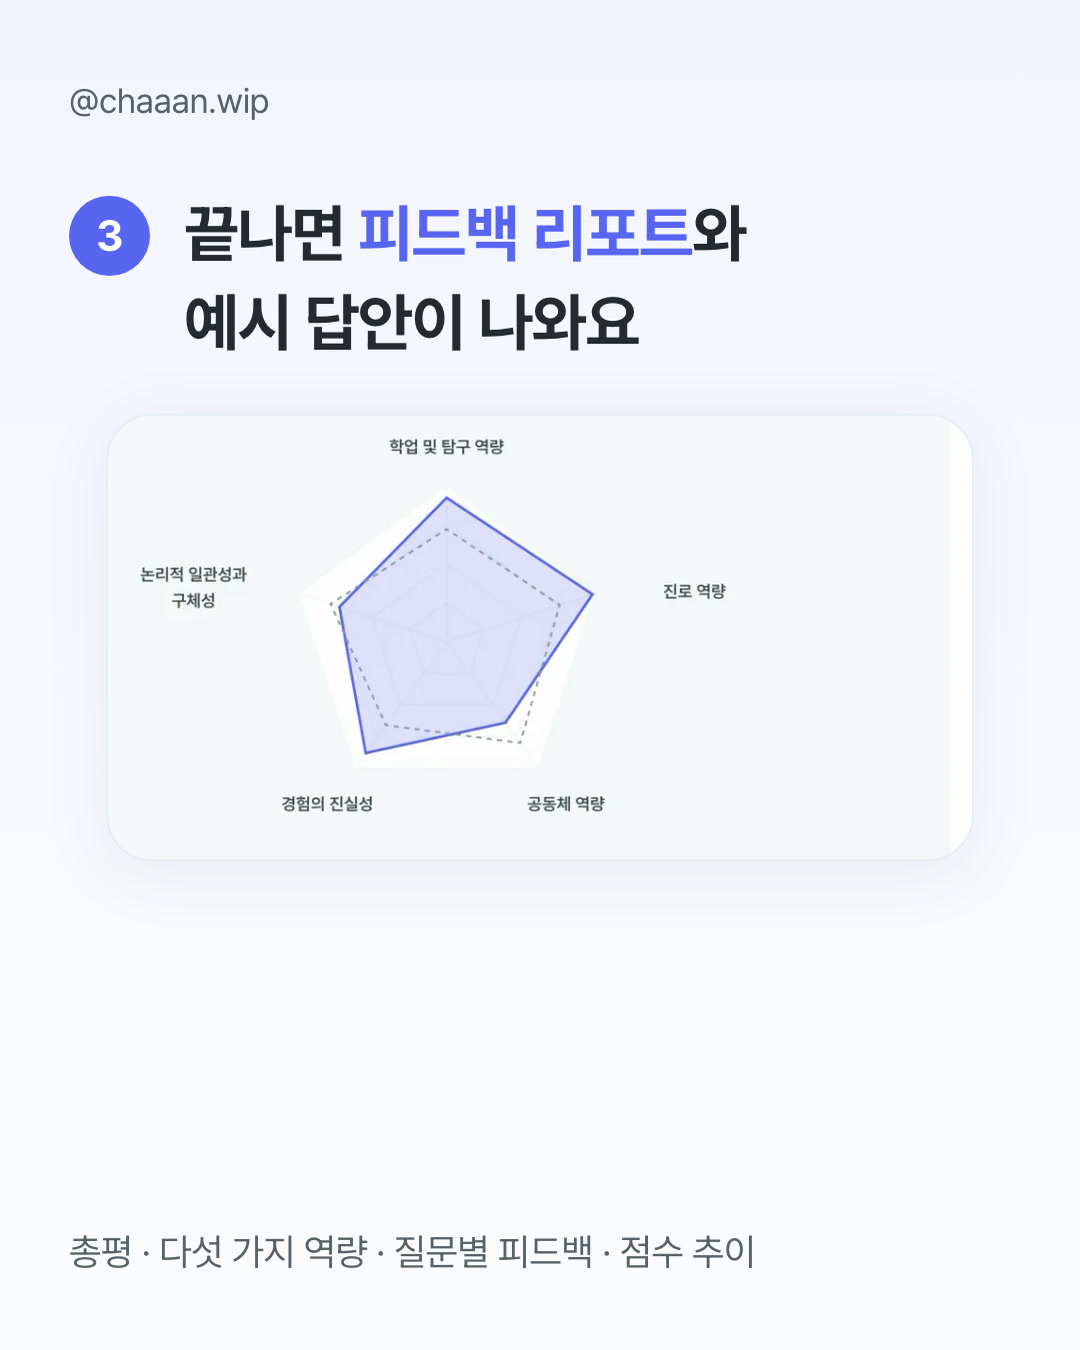 @chaaan.wip
3
끝나면 피드백 리포트와
예시 답안이 나와요
학업 및 탐구 역량
논리적 일관성과
구체성
진로 역량
경험의 진실성
공동체 역량
총평 · 다섯 가지 역량 · 질문별 피드백 · 점수 추이